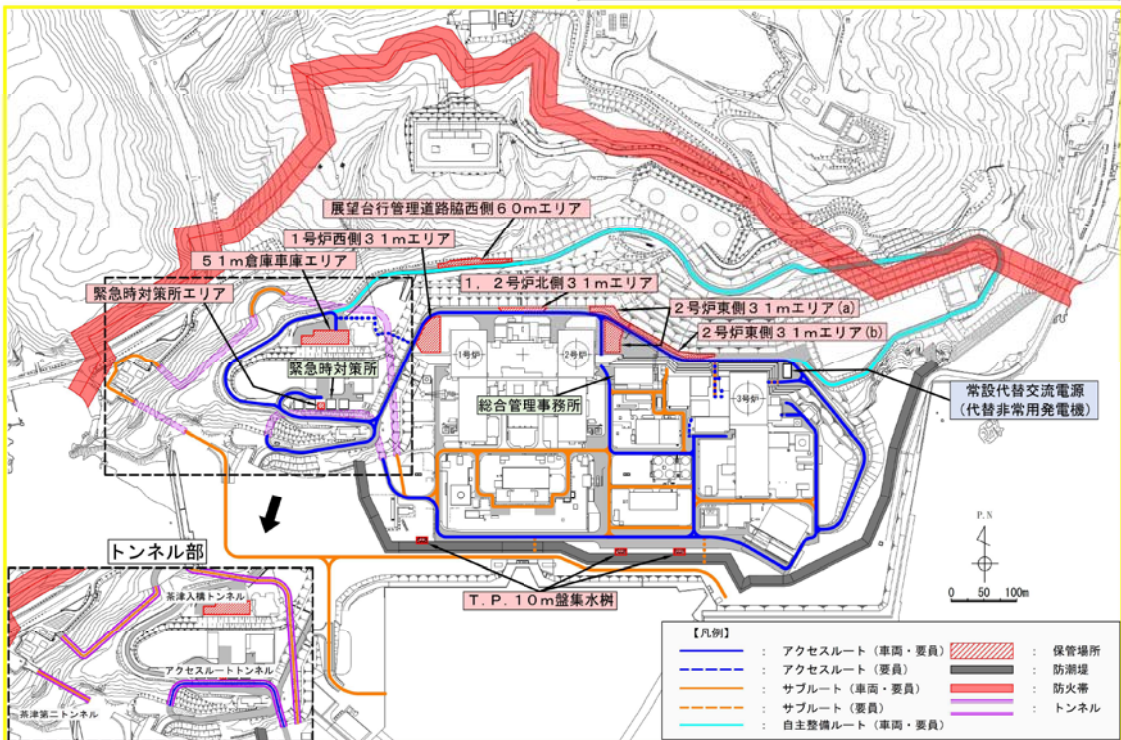 展望台行管理道路脇西側60mエリア
1号炉西側31mエリア
51m倉庫車庫エリア
1，2号炉北側31mエリア
緊急時対策所エリア
2号炉東側31mエリア(a)
2号炉東側31mエリア(b)
1号炉
2号炉
3号炉
緊急時対策所
総合管理事務所
常設代替交流電源
(代替非常用発電機)
P.N
0 50 100m
トンネル部
T.P.10m盤集水桝
茶津入構トンネル
アクセスルートトンネル
茶津第二トンネル
【凡例】
: アクセスルート（車両・要員）
: アクセスルート（要員）
: サブルート（車両・要員）
: サブルート（要員）
: 自主整備ルート（車両・要員）
: 保管場所
: 防潮堤
: 防火帯
: トンネル